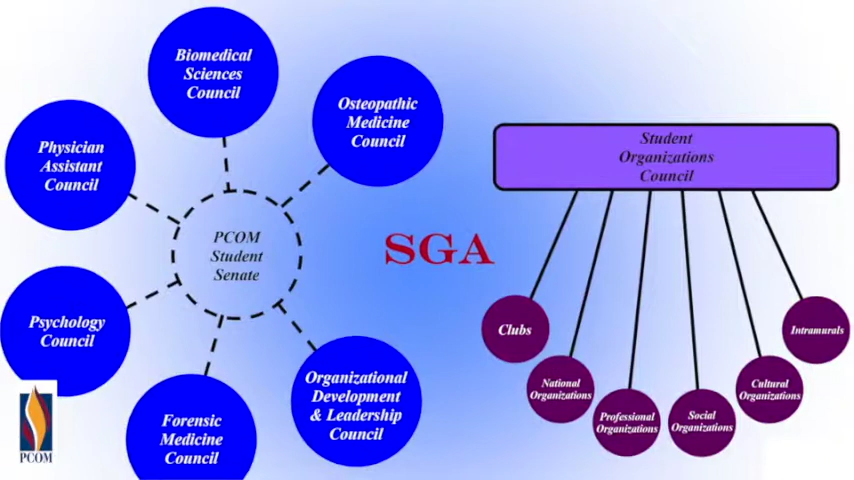 Biomedical
Sciences
Council
Osteopathic
Medicine
Council
Physician
Assistant
Council
PCOM
Student
Senate
Psychology
Council
Forensic
Medicine
Council
Organizational
Development
& Leadership
Council
SGA
Student
Organizations
Council
Clubs
National
Organizations
Professional
Organizations
Social
Organizations
Cultural
Organizations
Intramurals
PCOM